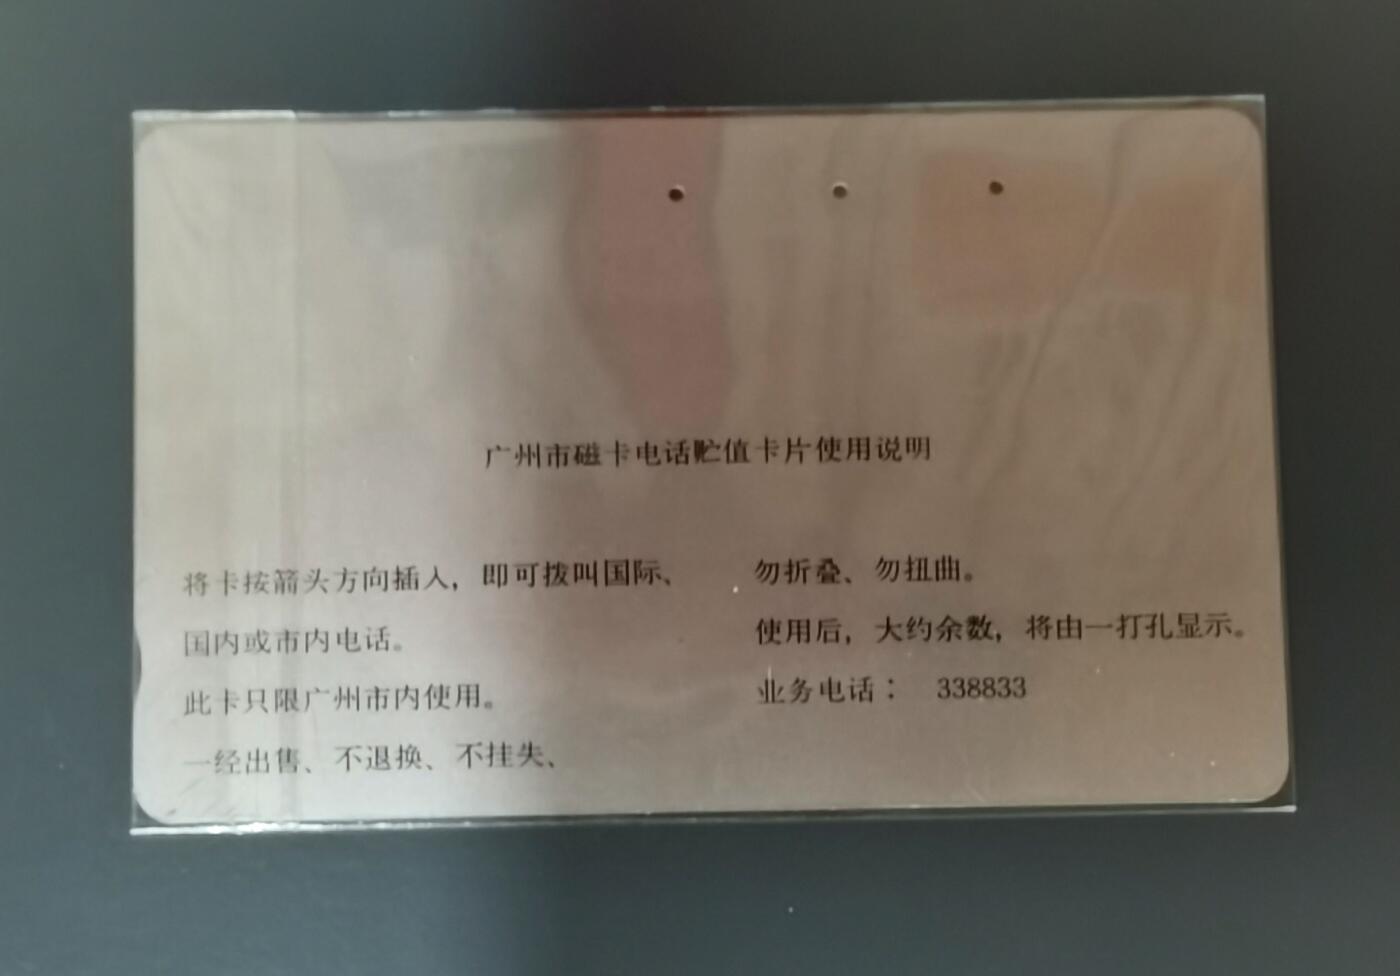 广州市磁卡电话贮值卡片使用说明
将卡按箭头方向插入，即可拨叫国际、
国内或市内电话。
此卡只限广州市内使用。
一经出售、不退换、不挂失、
勿折叠、勿扭曲。
使用后，大约余数，将由一打孔显示。
业务电话： 338833